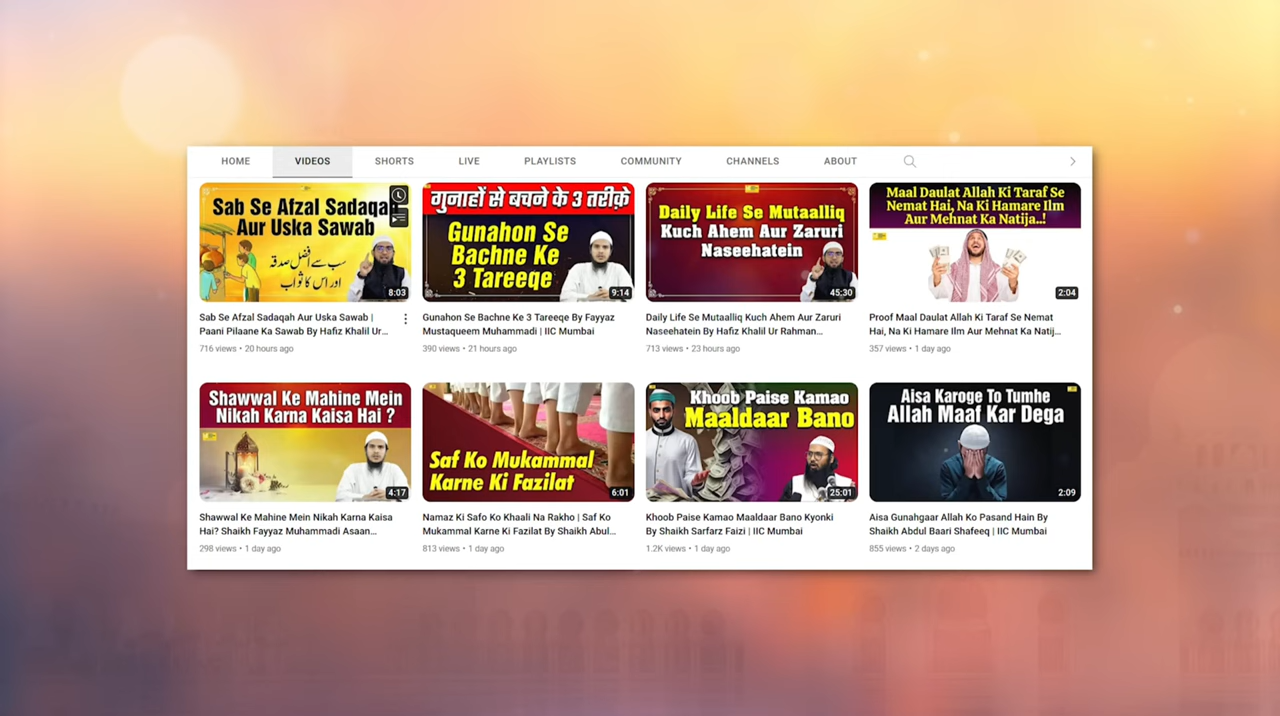 HOME VIDEOS SHORTS LIVE PLAYLISTS COMMUNITY CHANNELS ABOUT
Sab Se Afzal Sadaqah
Aur Uska Sawab
سب سے افضل صدقہ
اور اس کا ثواب
8:03
Sab Se Afzal Sadaqah Aur Uska Sawab |
Paani Pilaane Ka Sawab By Hafiz Khalil Ur...
716 views • 20 hours ago
गुनाहों से बचने के 3 तरीक़े
Gunahon Se
Bachne Ke
3 Tareeqe
9:14
Gunahon Se Bachne Ke 3 Tareeqe By Fayyaz
Mustaqueem Muhammadi | IIC Mumbai
390 views • 21 hours ago
Daily Life Se Mutaalliq
Kuch Ahem Aur Zaruri
Naseehatein
45:30
Daily Life Se Mutaalliq Kuch Ahem Aur Zaruri
Naseehatein By Hafiz Khalil Ur Rahman...
713 views • 23 hours ago
Maal Daulat Allah Ki Taraf Se
Nemat Hai, Na Ki Hamare Ilm
Aur Mehnat Ka Natija..!
2:04
Proof Maal Daulat Allah Ki Taraf Se Nemat
Hai, Na Ki Hamare Ilm Aur Mehnat Ka Natij...
357 views • 1 day ago
Shawwal Ke Mahine Mein
Nikah Karna Kaisa Hai ?
4:17
Shawwal Ke Mahine Mein Nikah Karna Kaisa
Hai? Shaikh Fayyaz Muhammadi Asaan...
298 views • 1 day ago
Saf Ko Mukammal
Karne Ki Fazilat
6:01
Namaz Ki Safo Ko Khaali Na Rakho | Saf Ko
Mukammal Karne Ki Fazilat By Shaikh Abul...
813 views • 1 day ago
Khoob Paise Kamao
Maaldaar Bano
25:01
Khoob Paise Kamao Maaldaar Bano Kyonki
By Shaikh Sarfarz Faizi | IIC Mumbai
1.2K views • 1 day ago
Aisa Karoge To Tumhe
Allah Maaf Kar Dega
2:09
Aisa Gunahgaar Allah Ko Pasand Hain By
Shaikh Abdul Baari Shafeeq | IIC Mumbai
855 views • 2 days ago